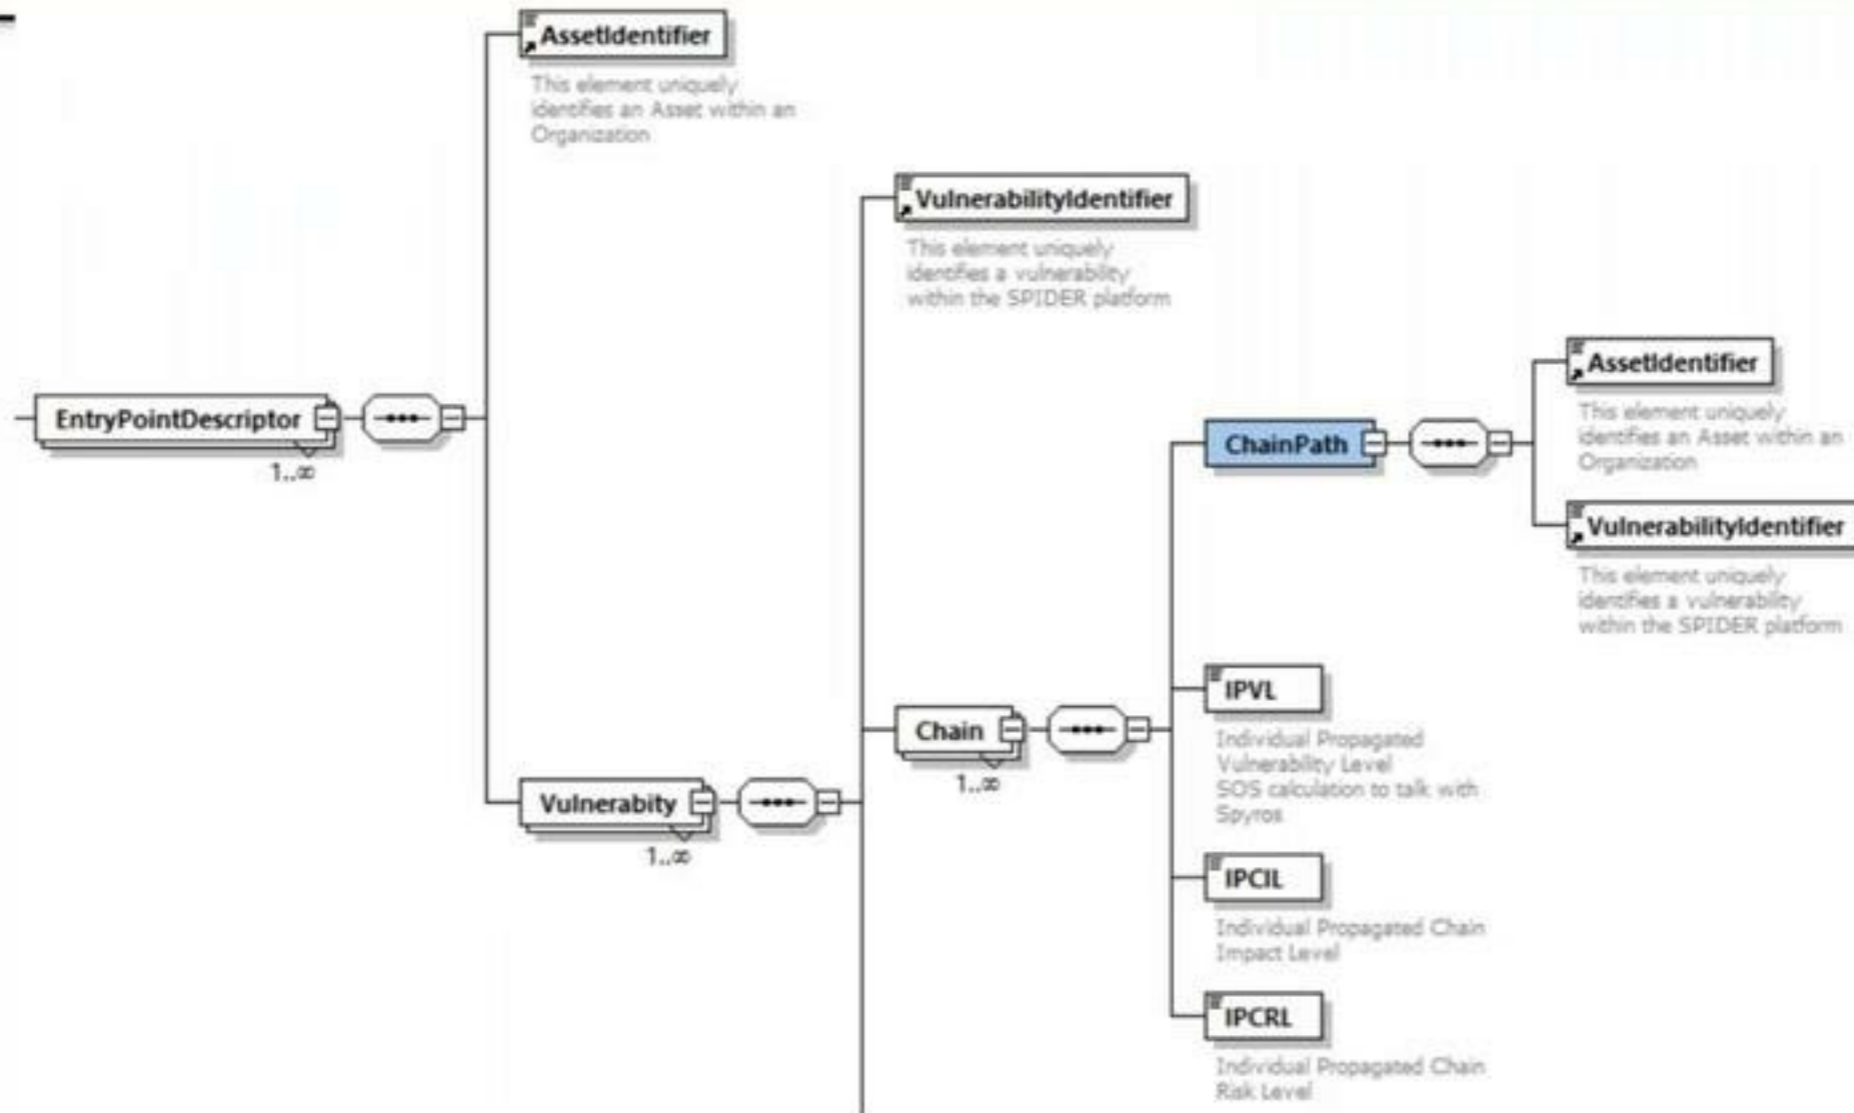 AssetIdentifier
This element uniquely
identifies an Asset within an
Organization
VulnerabilityIdentifier
This element uniquely
identifies a vulnerability
within the SPIDER platform
EntryPointDescriptor
1..∞
ChainPath
AssetIdentifier
This element uniquely
identifies an Asset within an
Organization
VulnerabilityIdentifier
This element uniquely
identifies a vulnerability
within the SPIDER platform
Vulnerabity
1..∞
Chain
1..∞
IPVL
Individual Propagated
Vulnerability Level
SOS calculation to talk with
Spyros
IPCIL
Individual Propagated Chain
Impact Level
IPCRL
Individual Propagated Chain
Risk Level